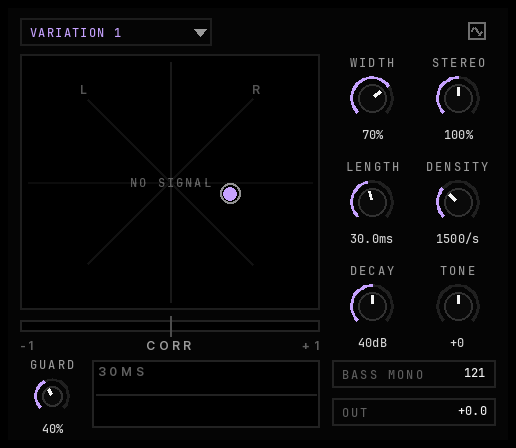 VARIATION 1
WIDTH STEREO
L R
70% 100%
LENGTH DENSITY
NO SIGNAL
30.0ms 1500/s
DECAY TONE
40dB +0
-1 CORR +1
GUARD 30MS BASS MONO 121
40% OUT +0.0